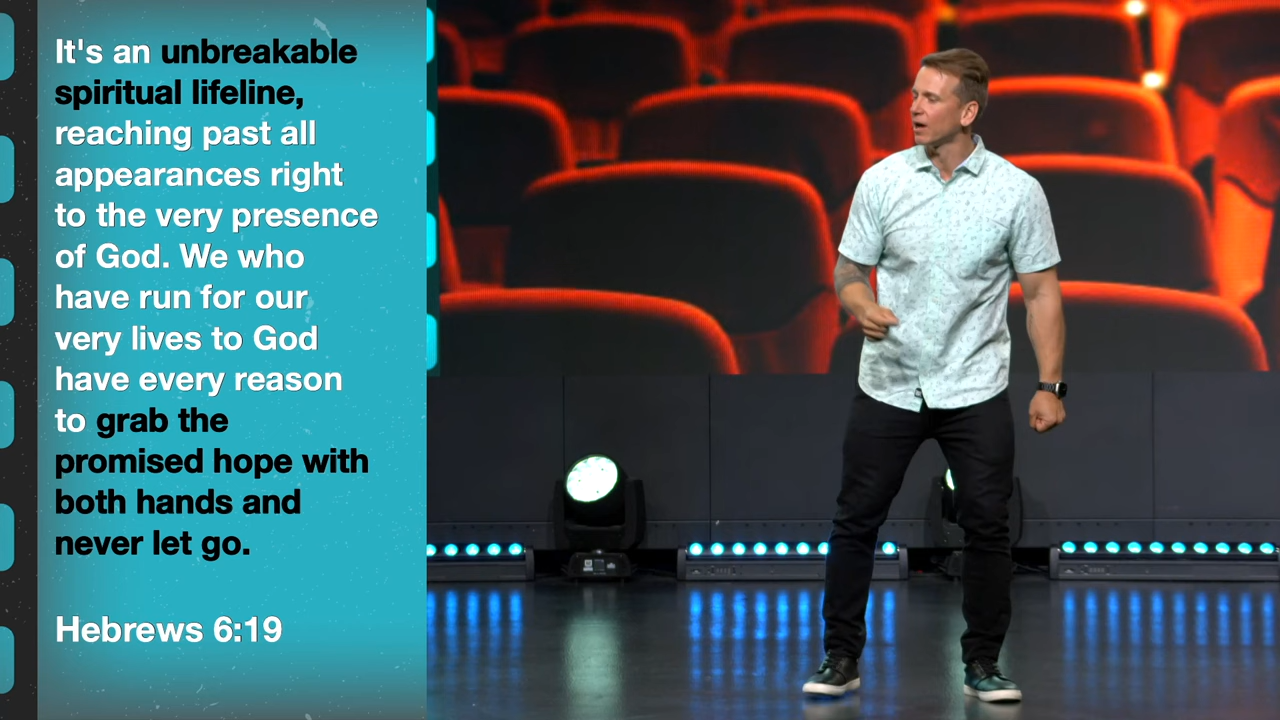 It's an unbreakable
spiritual lifeline,
reaching past all
appearances right
to the very presence
of God. We who
have run for our
very lives to God
have every reason
to grab the
promised hope with
both hands and
never let go.
Hebrews 6:19